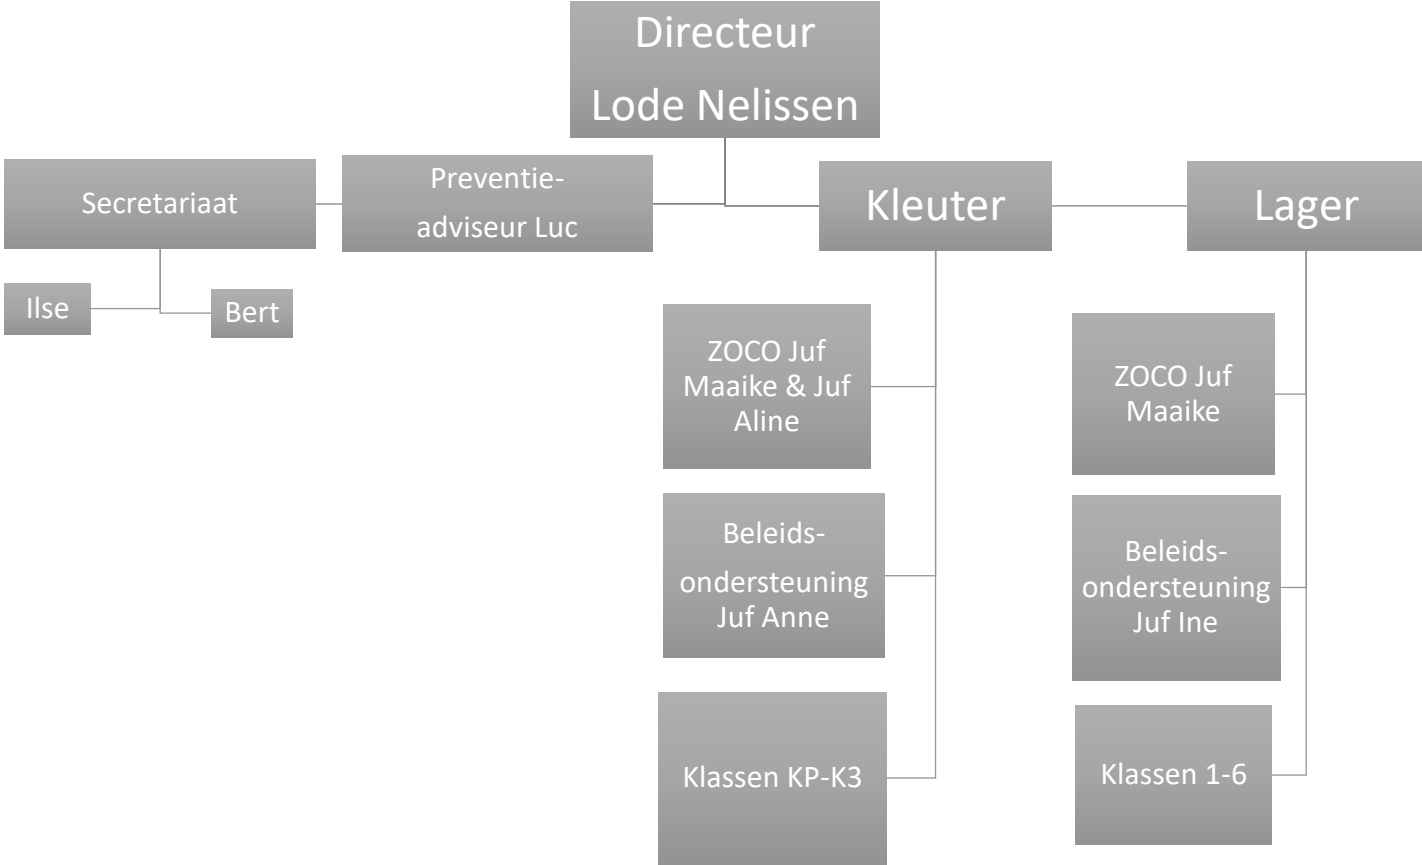 Directeur
Lode Nelissen
Secretariaat
Preventie-
adviseur Luc
Kleuter
Lager
Ilse
Bert
ZOCO Juf
Maaike & Juf
Aline
Beleids-
ondersteuning
Juf Anne
Klassen KP-K3
ZOCO Juf
Maaike
Beleids-
ondersteuning
Juf Ine
Klassen 1-6